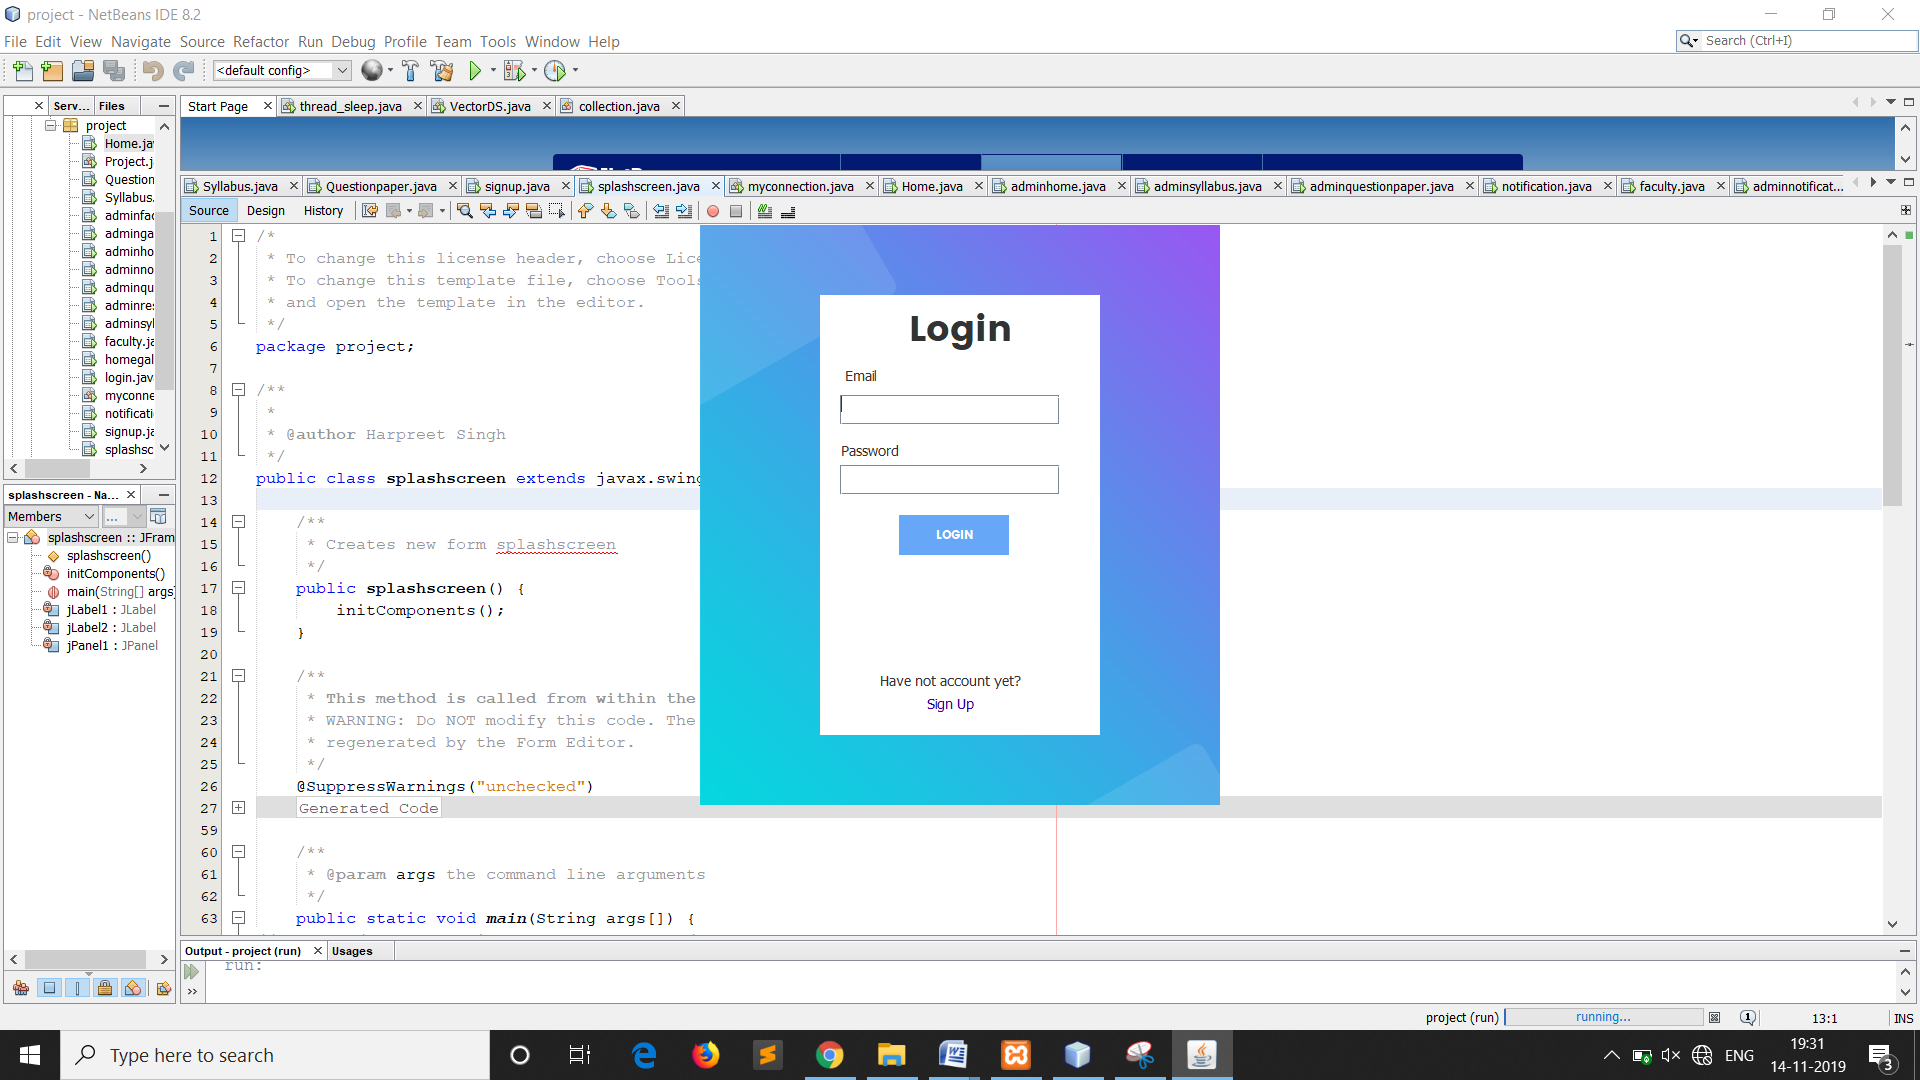 project - NetBeans IDE 8.2
File Edit View Navigate Source Refactor Run Debug Profile Team Tools Window Help
Search (Ctrl+I)
<default config>
Serv... Files
Start Page thread_sleep.java VectorDS.java collection.java
project
Home.jav
Project.j
Question
Syllabus.
adminfac
adminga
adminho
adminno
adminqu
adminre
adminsyl
faculty.ja
homegal
login.jav
myconne
notificati
signup.ja
splashsc
Syllabus.java Questionpaper.java signup.java splashscreen.java myconnection.java Home.java adminhome.java adminsyllabus.java adminquestionpaper.java notification.java faculty.java adminnotificat...
Source Design History
1 /*
2 * To change this license header, choose Lice
3 * To change this template file, choose Tools
4 * and open the template in the editor.
5 */
6 package project;
7
8 /**
9 *
10 * @author Harpreet Singh
11 */
12 public class splashscreen extends javax.swing
13
14 /**
15 * Creates new form splashscreen
16 */
17 public splashscreen() {
18 initComponents();
19 }
20
21 /**
22 * This method is called from within the
23 * WARNING: Do NOT modify this code. The
24 * regenerated by the Form Editor.
25 */
26 @SuppressWarnings("unchecked")
27 Generated Code
59
60 /**
61 * @param args the command line arguments
62 */
63 public static void main(String args[]) {
Login
Email
Password
LOGIN
Have not account yet?
Sign Up
splashscreen - Na...
Members ...
splashscreen :: JFram
splashscreen()
initComponents()
main(String[] args)
jLabel1 : JLabel
jLabel2 : JLabel
jPanel1 : JPanel
Output - project (run) Usages
run:
project (run) running... 1 13:1 INS
Type here to search
ENG
19:31
14-11-2019
3